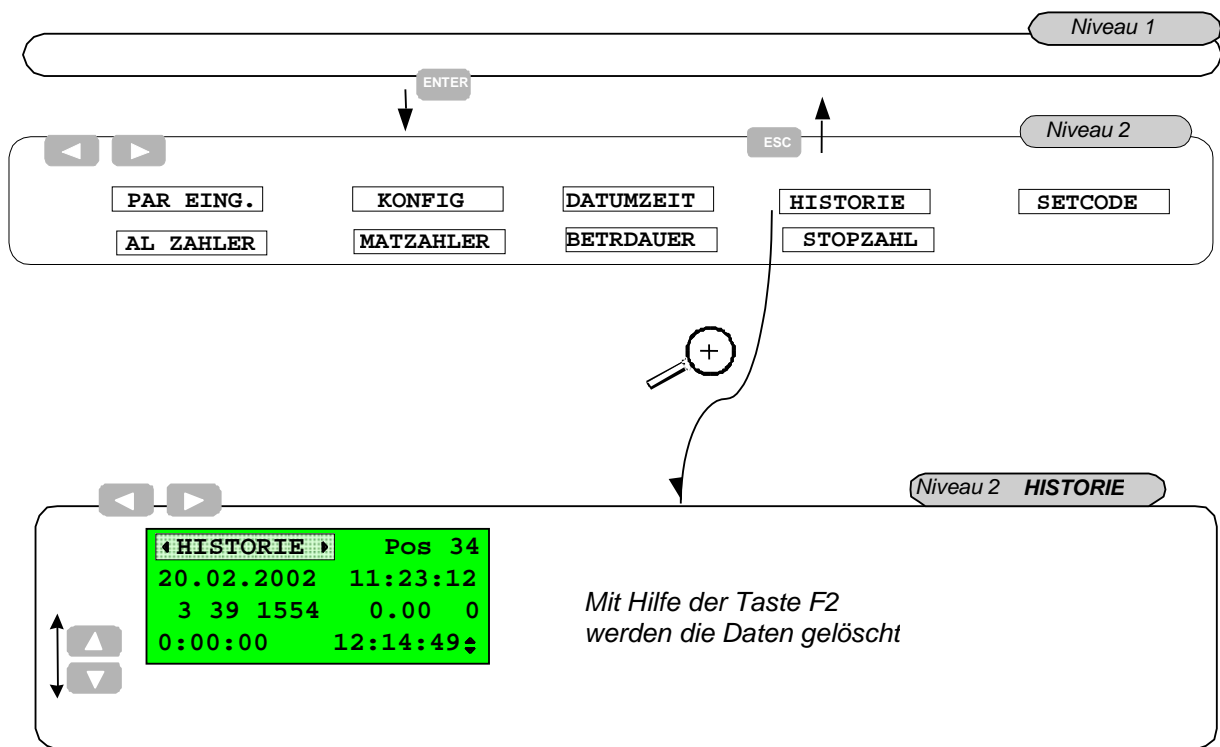 Niveau 1
ENTER
Niveau 2
ESC
PAR EING. KONFIG DATUMZEIT HISTORIE SETCODE
AL ZAHLER MATZAHLER BETRDAUER STOPZAHL
Niveau 2 HISTORIE
HISTORIE Pos 34
20.02.2002 11:23:12
3 39 1554 0.00 0
0:00:00 12:14:49
Mit Hilfe der Taste F2
werden die Daten gelöscht